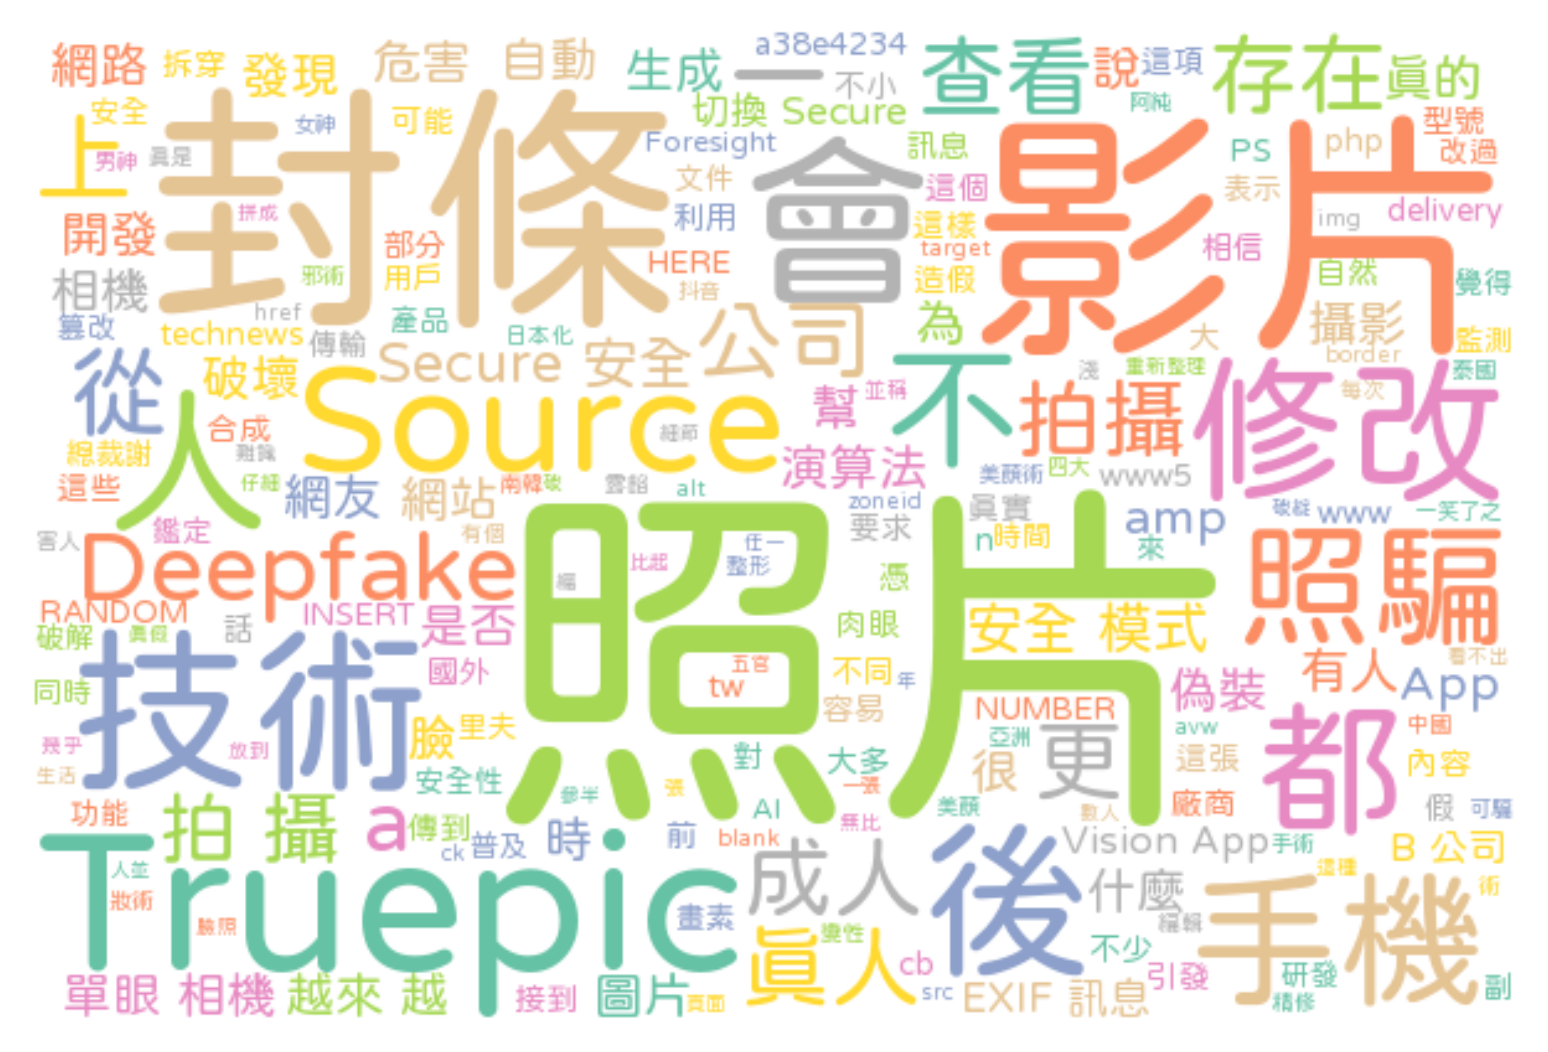 網路 拆穿 發現 危害 自動 生成 一 a38e4234 不小 查看 說 這項 存在 真的
安全 可能 切換 Secure 阿純 型號
上 男神 真是 女神 封條 Foresight 訊息 PS php 改過
會 影片 文件 這個 表示
開發 拼成 部分 利用 這樣 img delivery
邪術 用戶 HERE target 造假 相信 自然 覺得
相機 href 產品 抖音 為 攝影
篡改 technews 傳輸 日本化 公司 大 監測
從 破壞 Secure 安全 不 淺 重新整理 border 泰國
人 Source 幫 並稱 拍攝 修改 每次
合成 細節
總裁謝 難識 演算法 美顏術 四大 www5
這些 仔細 網友 網站 南韓 破 雲諂 alt zoneid 真實 破綻 www 一笑了之
害人 鑑定 有個 任一 要求 n 時間 amp 來
Deepfake 照片 比起 整形 憑 照騙
RANDOM INSERT 是否 肉眼 安全 模式
破解 真假 話 看不出
技術 國外 五官 tw 不同 年 偽裝 有人 App
同時 容易 NUMBER
臉 里夫 亞洲 更 avw 都 中國
幾乎 放到 對 大多 很 這張 內容
生活 安全性 參半 張 一張
功能 拍 攝 a 傳到 AI 美顏 數人 廠商 假 可騙
ck 普及 時 前 blank 無比 Vision App 手術 B 公司
Truepic 成人 後 人並 什麼 這種 術
妝術 臉照 畫素 變性 編輯 手機
真人 cb 不少 引發 研發
單眼 相機 越來 越 接到 圖片 頁面 src EXIF 訊息 精修 副